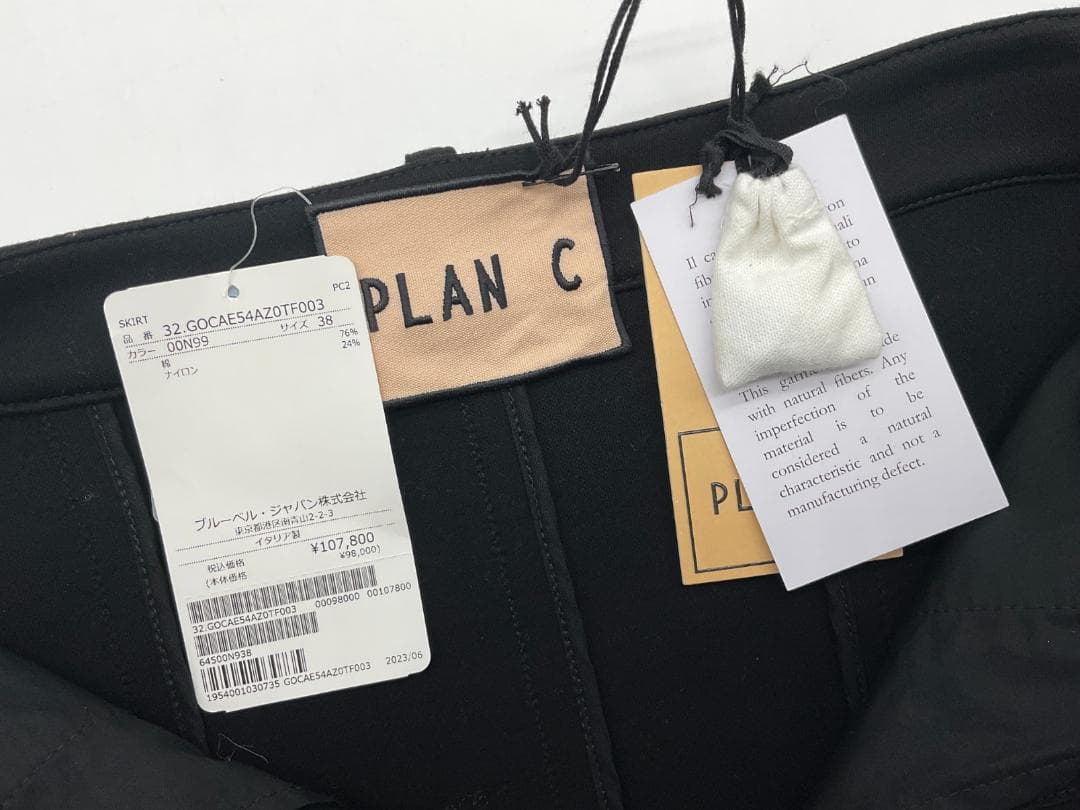 SKIRT
PC2
品 番 32.GOCAE54AZ0TF003
カラー 00N99 サイズ 38
綿 76%
ナイロン 24%
ブルーベル・ジャパン株式会社
東京都港区南青山2-2-3
イタリア製
税込価格 ¥107,800
(本体価格 ¥98,000)
32.GOCAE54AZ0TF003 00098000 00107800
64500N938
1954001030735 GOCAE54AZ0TF003 2023/06
PLAN C
PL
Il
This
with natural fibers. Any
imperfection of the
material is to be
considered a natural
characteristic and not a
manufacturing defect.